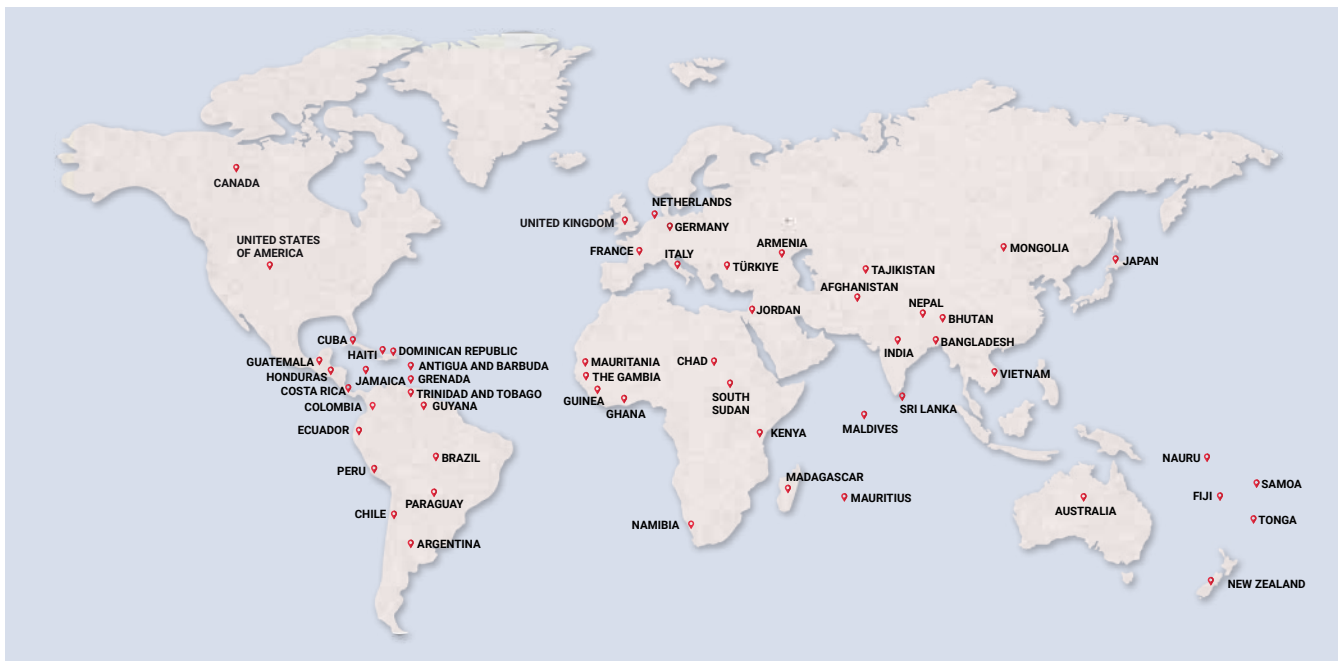 CANADA
UNITED STATES
OF AMERICA
NETHERLANDS
UNITED KINGDOM
GERMANY
FRANCE
ITALY
ARMENIA
TÜRKIYE
MONGOLIA
JAPAN
TAJIKISTAN
AFGHANISTAN
JORDAN
NEPAL
BHUTAN
INDIA
BANGLADESH
CUBA
HAITI
DOMINICAN REPUBLIC
GUATEMALA
ANTIGUA AND BARBUDA
HONDURAS
JAMAICA
GRENADA
COSTA RICA
TRINIDAD AND TOBAGO
COLOMBIA
GUYANA
ECUADOR
BRAZIL
PERU
PARAGUAY
CHILE
ARGENTINA
MAURITANIA
CHAD
THE GAMBIA
GUINEA
GHANA
SOUTH
SUDAN
KENYA
VIETNAM
SRI LANKA
MALDIVES
MADAGASCAR
MAURITIUS
NAMIBIA
NAURU
SAMOA
FIJI
AUSTRALIA
TONGA
NEW ZEALAND